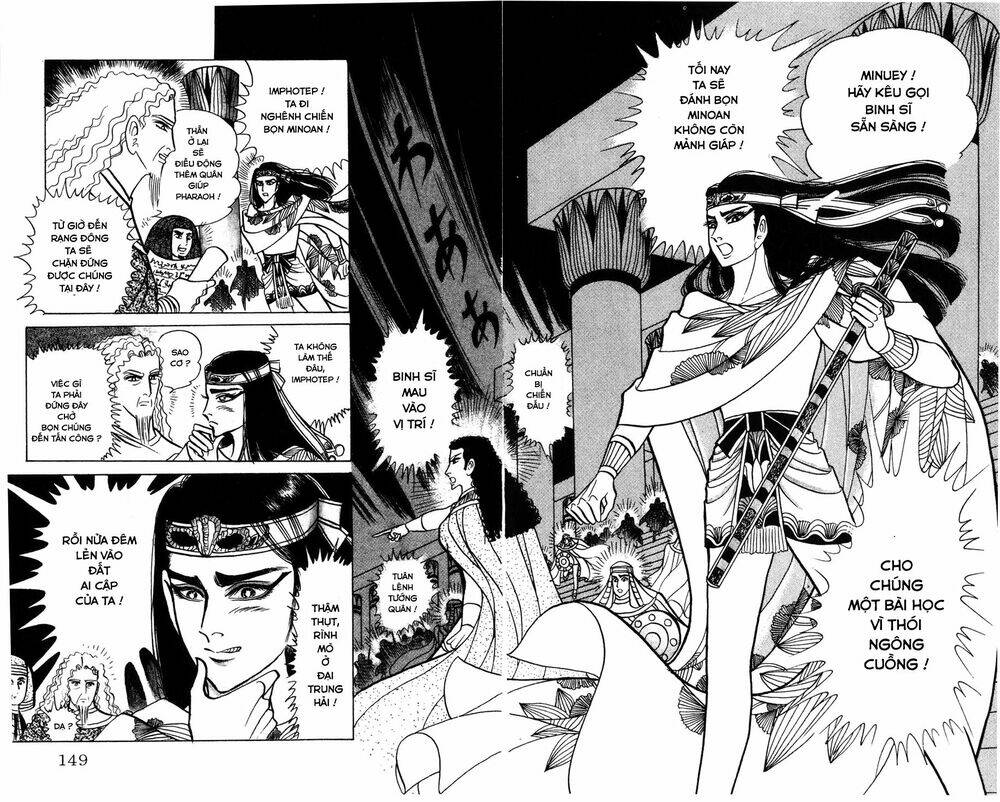 MINUEY !
HÃY KÊU GỌI
BINH SĨ
SẴN SÀNG !
TỐI NAY
TA SẼ
ĐÁNH BỌN
MINOAN
KHÔNG CÒN
MẢNH GIÁP !
CHO
CHÚNG
MỘT BÀI HỌC
VÌ THÓI
NGÔNG
CUỒNG !
わああ
CHUẨN
BỊ
CHIẾN
ĐẤU !
BINH SĨ
MAU
VÀO
VỊ TRÍ !
TUÂN
LỆNH
TƯỚNG
QUÂN !
IMPHOTEP !
TA ĐI
NGHÊNH CHIẾN
BỌN MINOAN !
THẦN
Ở LẠI
SẼ
ĐIỀU ĐỘNG
THÊM QUÂN
GIÚP
PHARAOH !
TỪ GIỜ ĐẾN
RẠNG ĐÔNG
TA SẼ
CHẶN ĐỨNG
ĐƯỢC CHÚNG
TẠI ĐÂY !
TA KHÔNG
LÀM THẾ
ĐÂU,
IMPHOTEP !
SAO
CƠ ?
VIỆC GÌ
TA PHẢI
ĐỨNG ĐÂY
CHỜ
BỌN CHÚNG
ĐẾN TẤN CÔNG ?
THẬM
THỤT,
RÌNH
MÒ
Ở
ĐẠI
TRUNG
HẢI !
RỒI NỬA ĐÊM
LẺN VÀO
ĐẤT
AI CẬP
CỦA TA !
DẠ ?
149